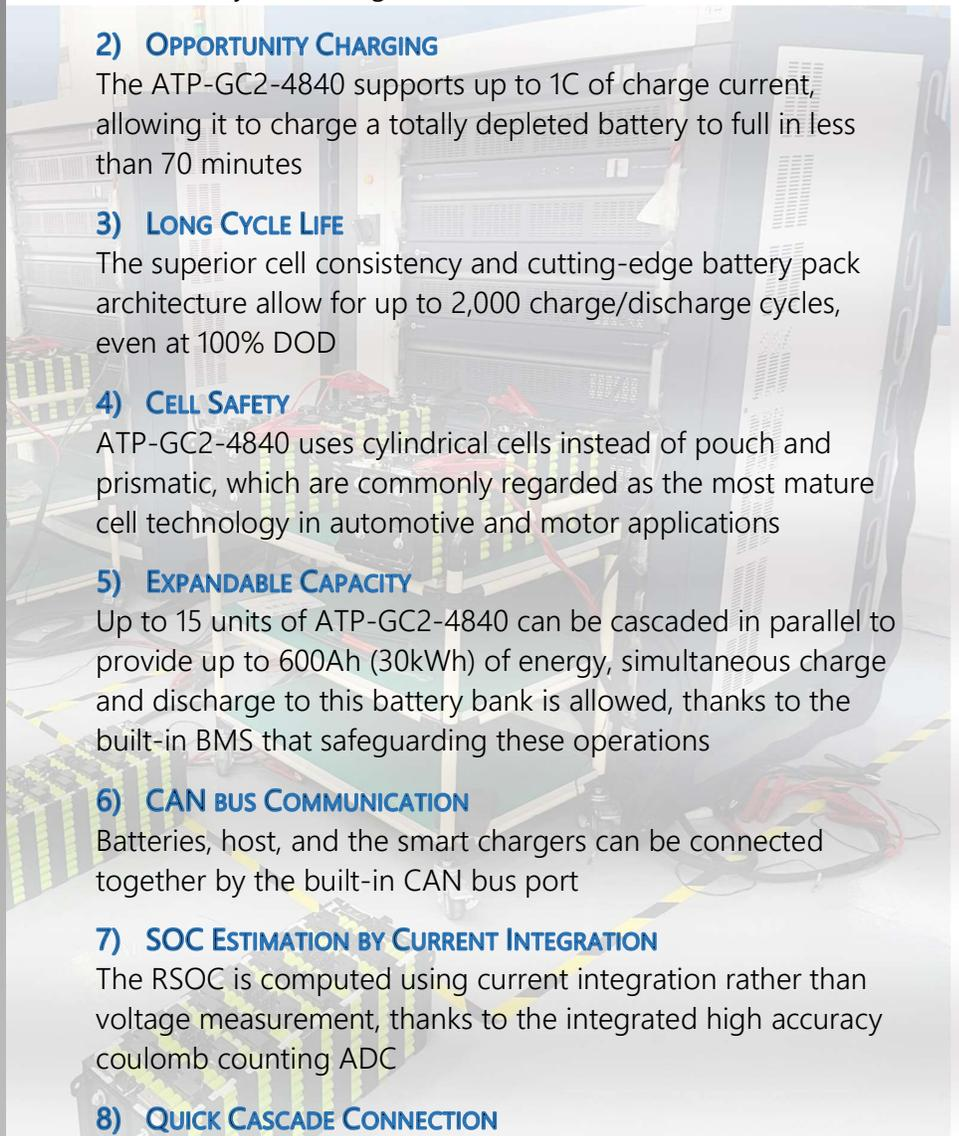 2) OPPORTUNITY CHARGING
The ATP-GC2-4840 supports up to 1C of charge current,
allowing it to charge a totally depleted battery to full in less
than 70 minutes
3) LONG CYCLE LIFE
The superior cell consistency and cutting-edge battery pack
architecture allow for up to 2,000 charge/discharge cycles,
even at 100% DOD
4) CELL SAFETY
ATP-GC2-4840 uses cylindrical cells instead of pouch and
prismatic, which are commonly regarded as the most mature
cell technology in automotive and motor applications
5) EXPANDABLE CAPACITY
Up to 15 units of ATP-GC2-4840 can be cascaded in parallel to
provide up to 600Ah (30kWh) of energy, simultaneous charge
and discharge to this battery bank is allowed, thanks to the
built-in BMS that safeguarding these operations
6) CAN BUS COMMUNICATION
Batteries, host, and the smart chargers can be connected
together by the built-in CAN bus port
7) SOC ESTIMATION BY CURRENT INTEGRATION
The RSOC is computed using current integration rather than
voltage measurement, thanks to the integrated high accuracy
coulomb counting ADC
8) QUICK CASCADE CONNECTION